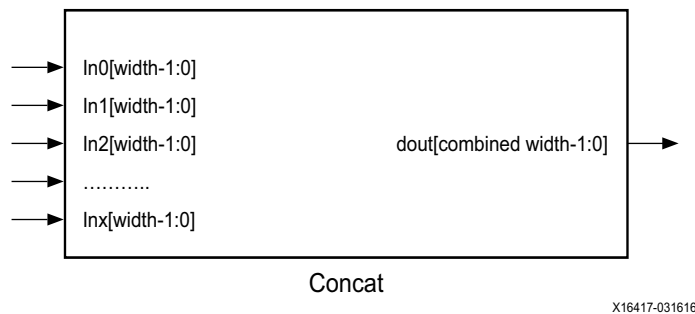 In0[width-1:0]
In1[width-1:0]
In2[width-1:0]
dout[combined width-1:0]
………..
Inx[width-1:0]
Concat
X16417-031616